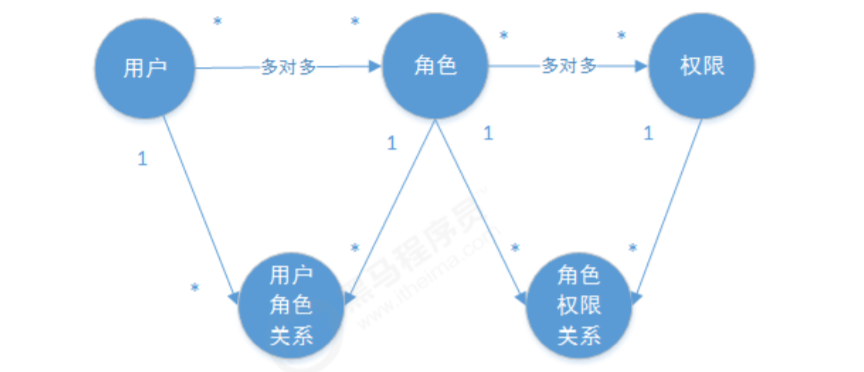 * * * *
用户 多对多 角色 多对多 权限
1 1 1 1
* * * *
用户
角色
关系
角色
权限
关系
黑马程序员
www.itheima.com